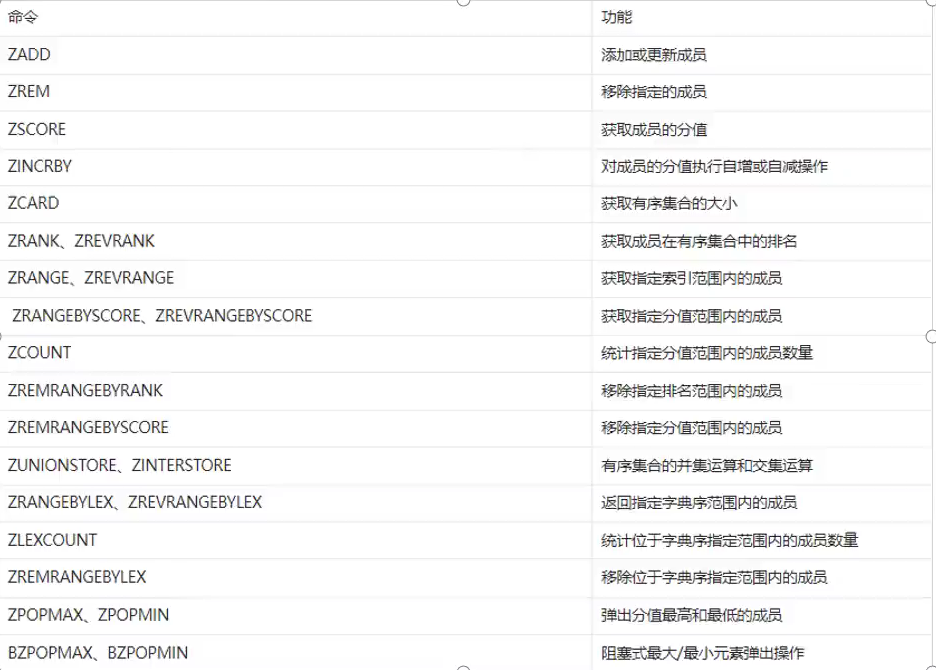 命令 功能
ZADD 添加或更新成员
ZREM 移除指定的成员
ZSCORE 获取成员的分值
ZINCRBY 对成员的分值执行自增或自减操作
ZCARD 获取有序集合的大小
ZRANK、ZREVRANK 获取成员在有序集合中的排名
ZRANGE、ZREVRANGE 获取指定索引范围内的成员
ZRANGEBYSCORE、ZREVRANGEBYSCORE 获取指定分值范围内的成员
ZCOUNT 统计指定分值范围内的成员数量
ZREMRANGEBYRANK 移除指定排名范围内的成员
ZREMRANGEBYSCORE 移除指定分值范围内的成员
ZUNIONSTORE、ZINTERSTORE 有序集合的并集运算和交集运算
ZRANGEBYLEX、ZREVRANGEBYLEX 返回指定字典序范围内的成员
ZLEXCOUNT 统计位于字典序指定范围内的成员数量
ZREMRANGEBYLEX 移除位于字典序指定范围内的成员
ZPOPMAX、ZPOPMIN 弹出分值最高和最低的成员
BZPOPMAX、BZPOPMIN 阻塞式最大/最小元素弹出操作